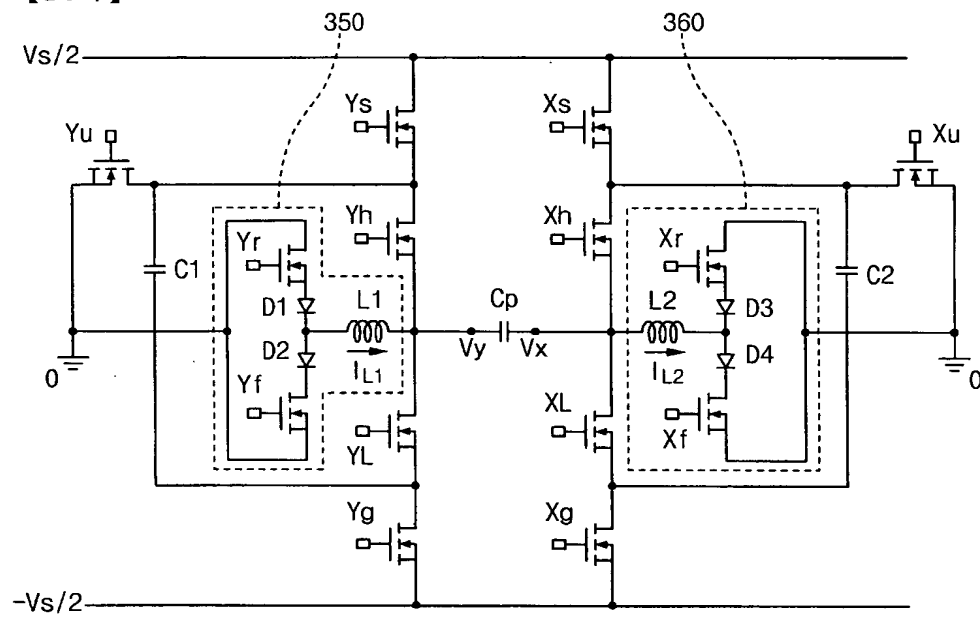 350
360
Vs/2
Ys
Xs
Yu
Xu
Yh
Xh
Yr
Xr
C1
D1
L1
Cp
L2
D3
C2
Vy
Vx
0
D2
IL1
IL2
D4
0
Yf
YL
XL
Xf
Yg
Xg
-Vs/2